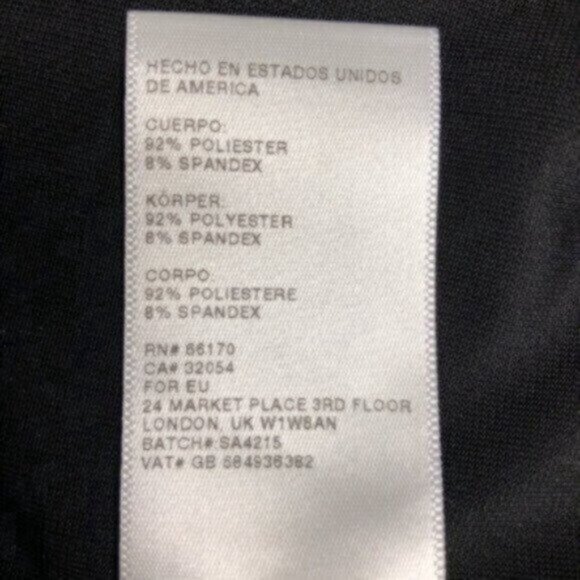 HECHO EN ESTADOS UNIDOS
DE AMERICA
CUERPO:
92% POLIESTER
8% SPANDEX
KÖRPER:
92% POLYESTER
8% SPANDEX
CORPO:
92% POLIESTERE
8% SPANDEX
RN# 66170
CA# 32054
FOR EU
24 MARKET PLACE 3RD FLOOR
LONDON, UK W1W8AN
BATCH#:SA4215
VAT# GB 584936362